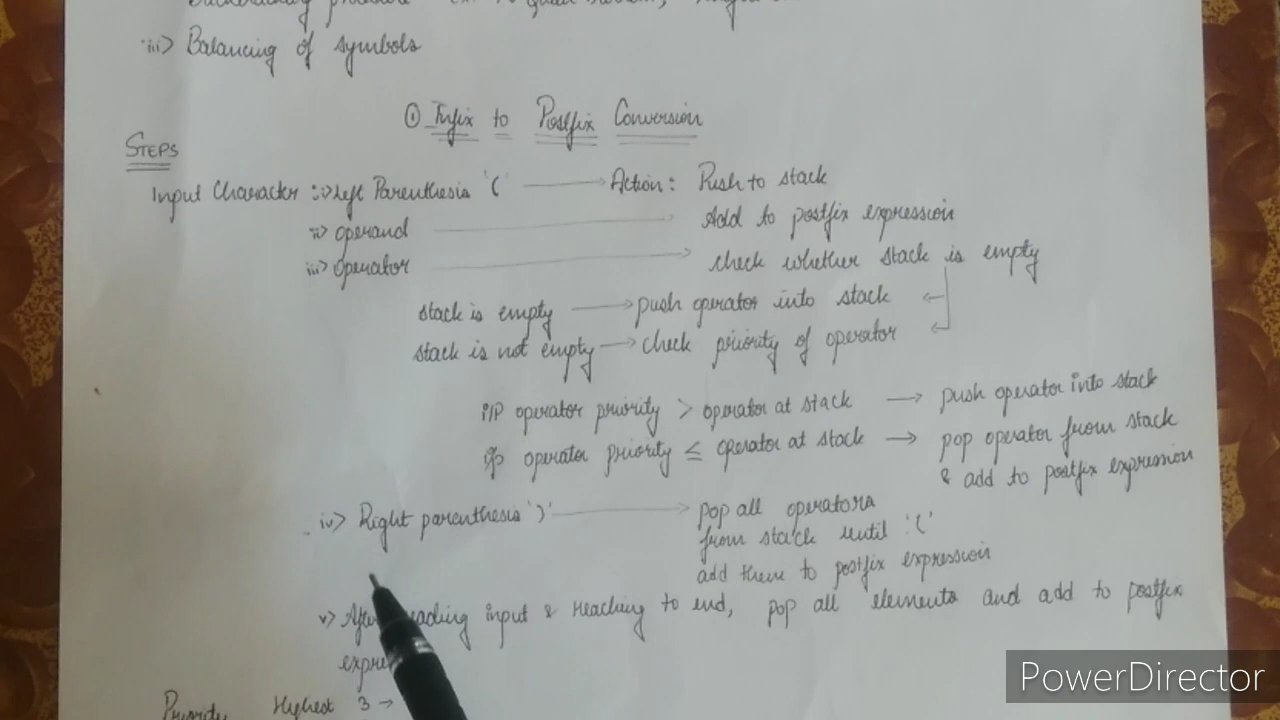 iii> Balancing of symbols
① Infix to Postfix Conversion
STEPS
Input Character : i> Left Parenthesis '(' → Action: Push to stack
ii> operand Add to postfix expression
iii> operator check whether stack is empty
stack is empty → push operator into stack
stack is not empty → check priority of operator
i/p operator priority > operator at stack → push operator into stack
i/p operator priority ≤ operator at stack → pop operator from stack
& add to postfix expression
iv> Right parenthesis ')' → pop all operators
from stack until '('
add them to postfix expression
v> reading input & reaching to end, pop all elements and add to postfix
Priority Highest 3 →
PowerDirector